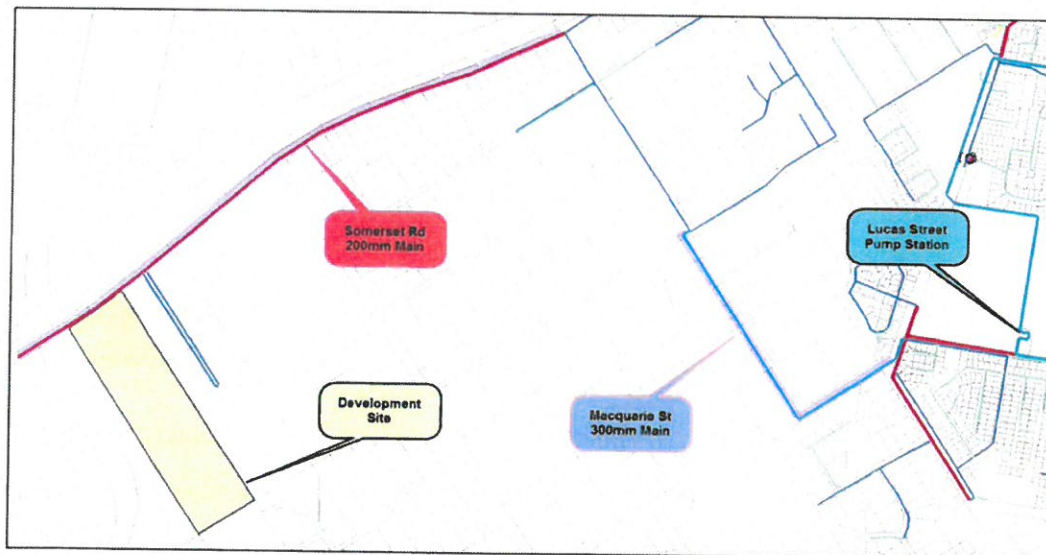 Somerset Rd
200mm Main
Lucas Street
Pump Station
Development
Site
Macquarie St
300mm Main